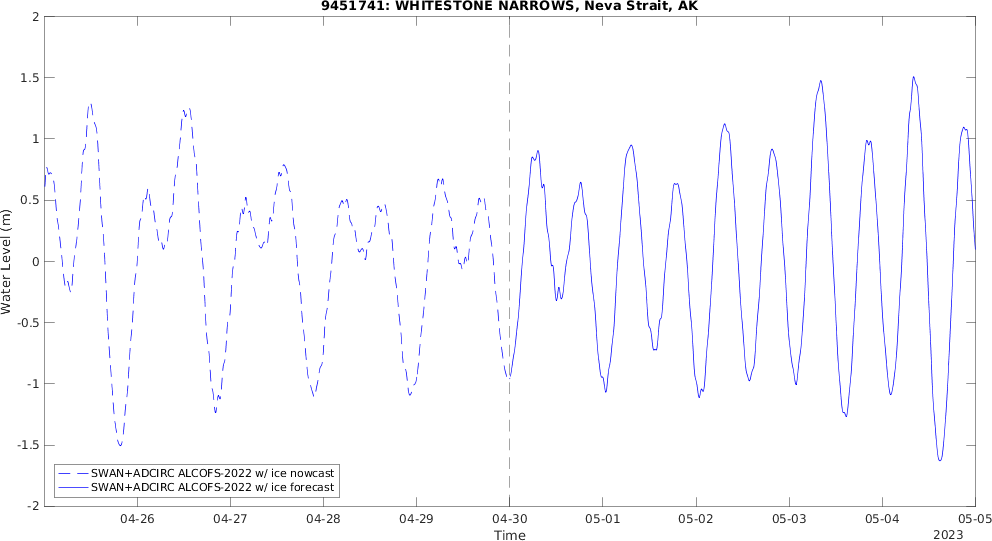 9451741: WHITESTONE NARROWS, Neva Strait, AK
Water Level (m)
2
1.5
1
0.5
0
-0.5
-1
-1.5
-2
SWAN+ADCIRC ALCOFS-2022 w/ ice nowcast
SWAN+ADCIRC ALCOFS-2022 w/ ice forecast
04-26 04-27 04-28 04-29 04-30 05-01 05-02 05-03 05-04 05-05
Time
2023